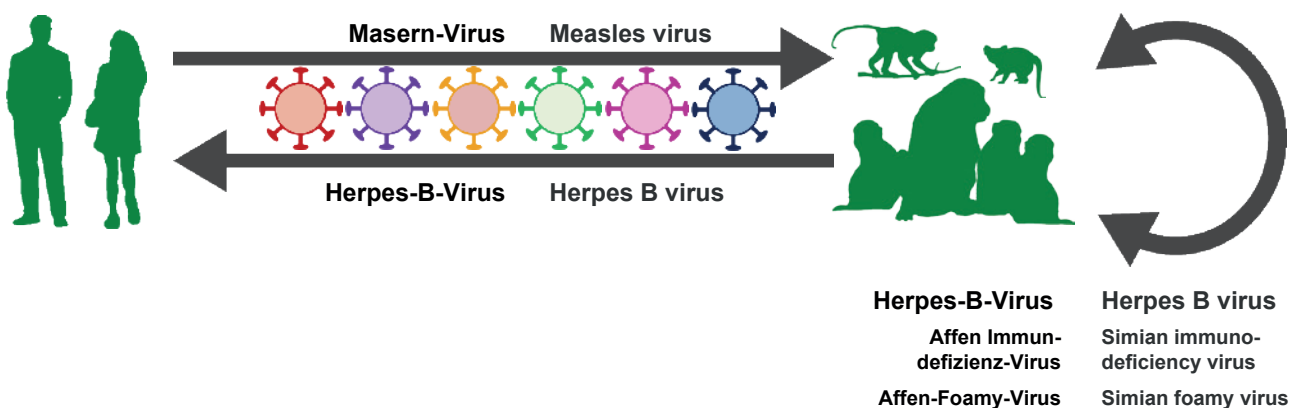 Masern-Virus Measles virus
Herpes-B-Virus Herpes B virus
Herpes-B-Virus Herpes B virus
Affen Immun- Simian immuno-
defizienz-Virus deficiency virus
Affen-Foamy-Virus Simian foamy virus